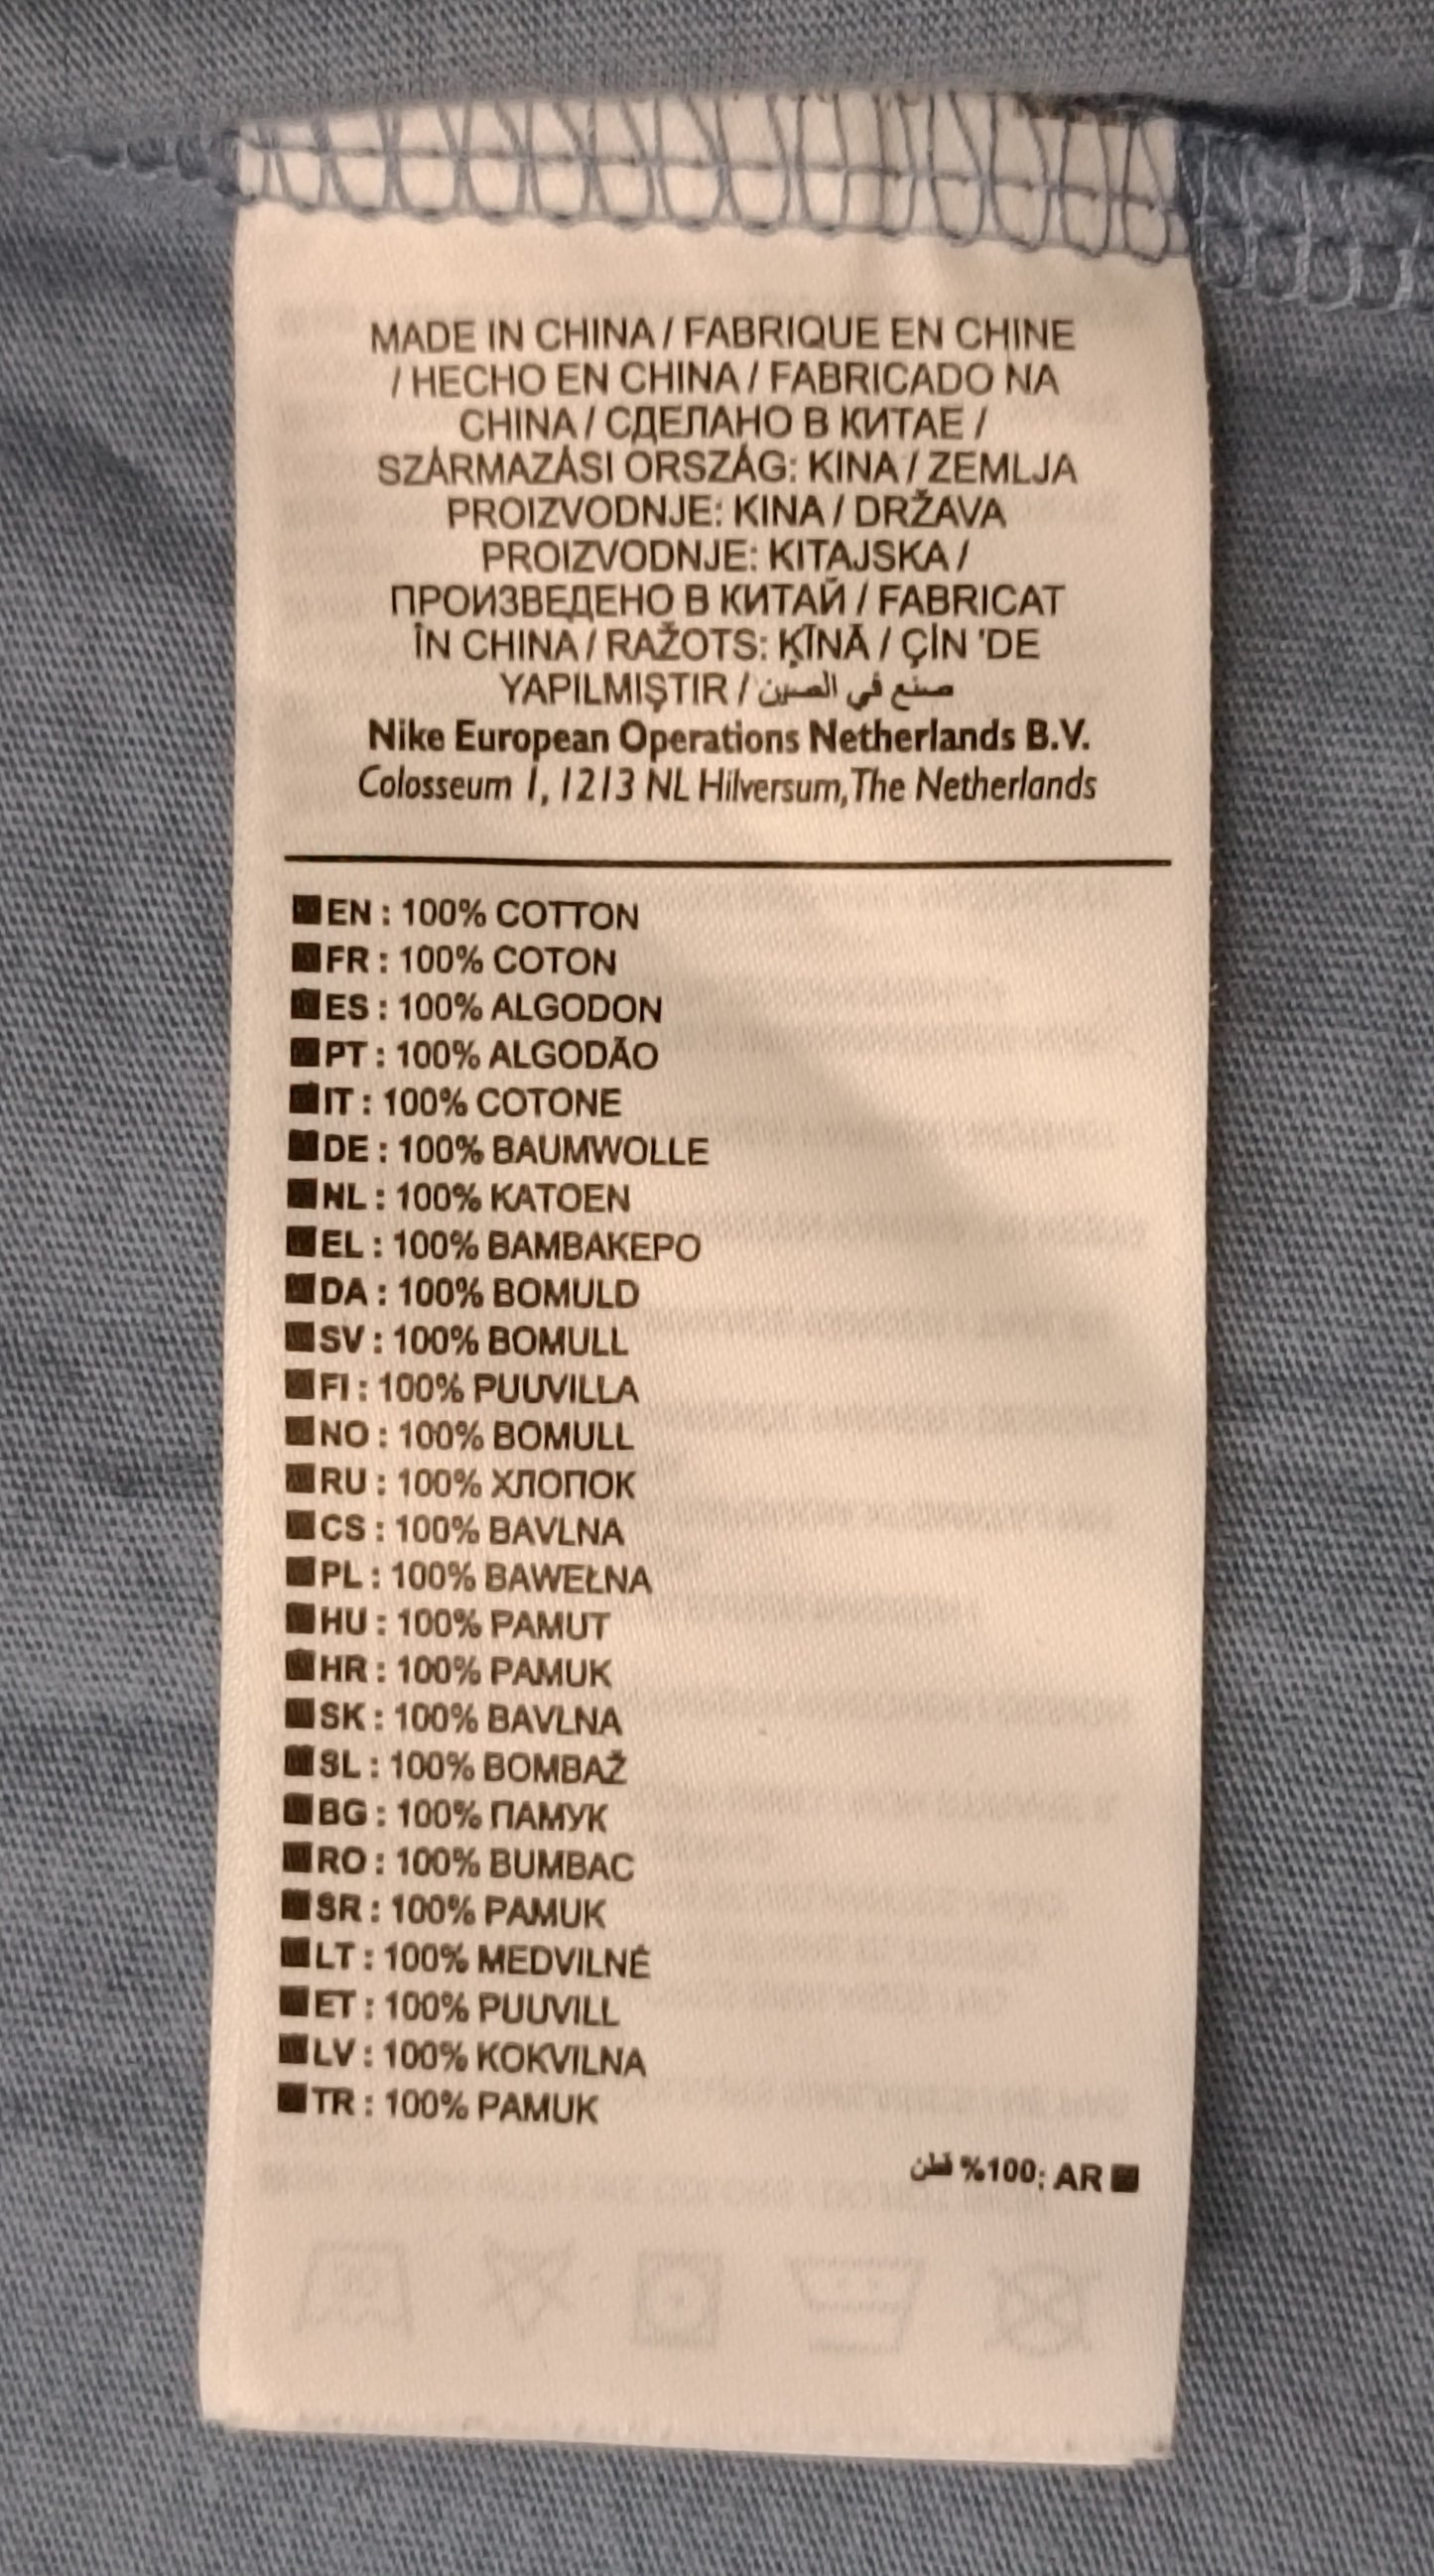 MADE IN CHINA / FABRIQUE EN CHINE
/ HECHO EN CHINA / FABRICADO NA
CHINA / СДЕЛАНО В КИТАЕ /
SZÁRMAZÁSI ORSZÁG: KINA / ZEMLJA
PROIZVODNJE: KINA / DRŽAVA
PROIZVODNJE: KITAJSKA /
ПРОИЗВЕДЕНО В КИТАЙ / FABRICAT
ÎN CHINA / RAŽOTS: ĶĪNĀ / ÇİN 'DE
YAPILMIŞTIR / صنع في الصين
Nike European Operations Netherlands B.V.
Colosseum 1, 1213 NL Hilversum, The Netherlands
■EN : 100% COTTON
■FR : 100% COTON
■ES : 100% ALGODON
■PT : 100% ALGODÃO
■IT : 100% COTONE
■DE : 100% BAUMWOLLE
■NL : 100% KATOEN
■EL : 100% ΒΑΜΒΑΚΕΡΟ
■DA : 100% BOMULD
■SV : 100% BOMULL
■FI : 100% PUUVILLA
■NO : 100% BOMULL
■RU : 100% ХЛОПОК
■CS : 100% BAVLNA
■PL : 100% BAWEŁNA
■HU : 100% PAMUT
■HR : 100% PAMUK
■SK : 100% BAVLNA
■SL : 100% BOMBAŽ
■BG : 100% ПАМУК
■RO : 100% BUMBAC
■SR : 100% PAMUK
■LT : 100% MEDVILNĖ
■ET : 100% PUUVILL
■LV : 100% KOKVILNA
■TR : 100% PAMUK
■ AR :100% قطن